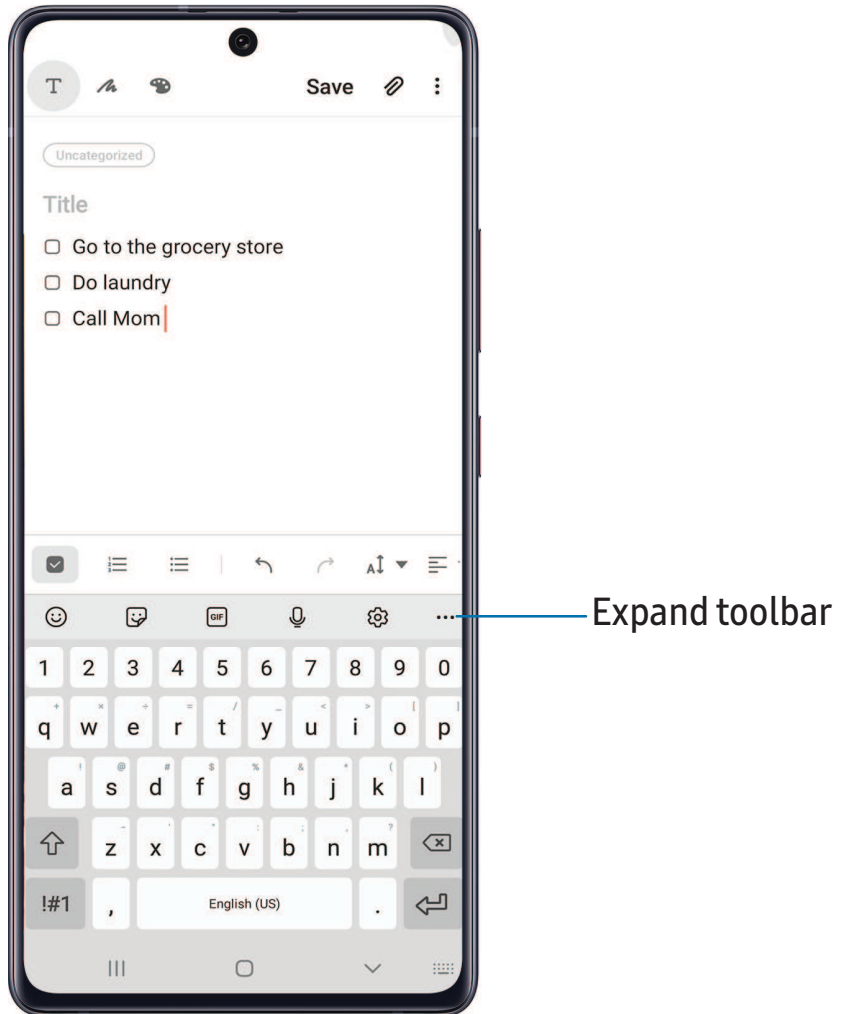 T Save
Uncategorized
Title
Go to the grocery store
Do laundry
Call Mom
A
GIF
Expand toolbar
1 2 3 4 5 6 7 8 9 0
+ × ÷ = / _ < > [ ]
q w e r t y u i o p
! @ # $ % & * ( )
a s d f g h j k l
- ' " : ; , ?
z x c v b n m
!#1 , English (US) .